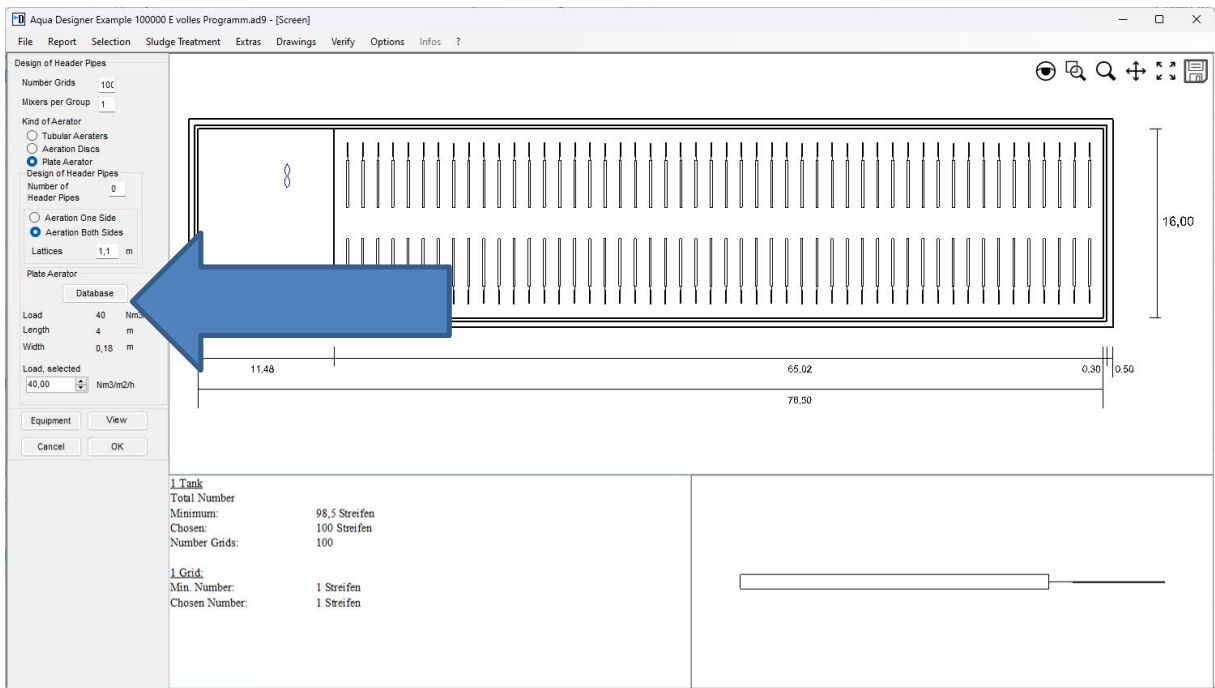 Aqua Designer Example 100000 E volles Programm.ad9 - [Screen]
File Report Selection Sludge Treatment Extras Drawings Verify Options Infos ?
Design of Header Pipes
Number Grids
Mixers per Group 1
Kind of Aerator
Tubular Aeraters
Aeration Discs
Plate Aerator
Design of Header Pipes
Number of 0
Header Pipes
Aeration One Side
Aeration Both Sides
Lattices 1,1 m
Plate Aerator
Database
Load 40
Length 4 m
Width 0,18 m
Load, selected
40,00 Nm3/m2/h
Equipment View
Cancel OK
16,00
11,48 65,02 0.30 0.50
76,50
1 Tank
Total Number
Minimum: 98,5 Streifen
Chosen: 100 Streifen
Number Grids: 100
1 Grid:
Min. Number: 1 Streifen
Chosen Number: 1 Streifen